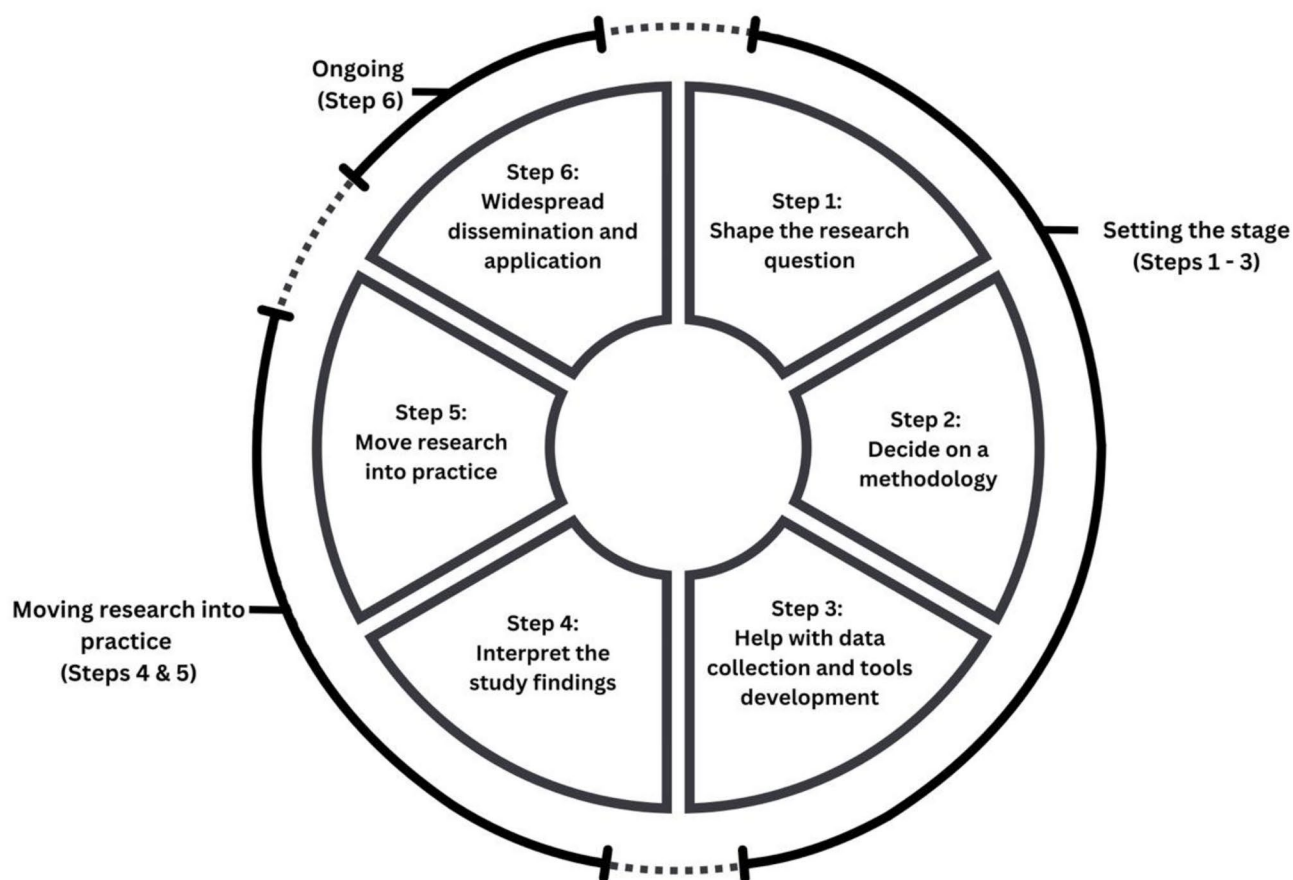 Ongoing
(Step 6)
Step 6:
Widespread
dissemination and
application
Step 1:
Shape the research
question
Setting the stage
(Steps 1 - 3)
Step 5:
Move research
into practice
Step 2:
Decide on a
methodology
Moving research into
practice
(Steps 4 & 5)
Step 4:
Interpret the
study findings
Step 3:
Help with data
collection and tools
development